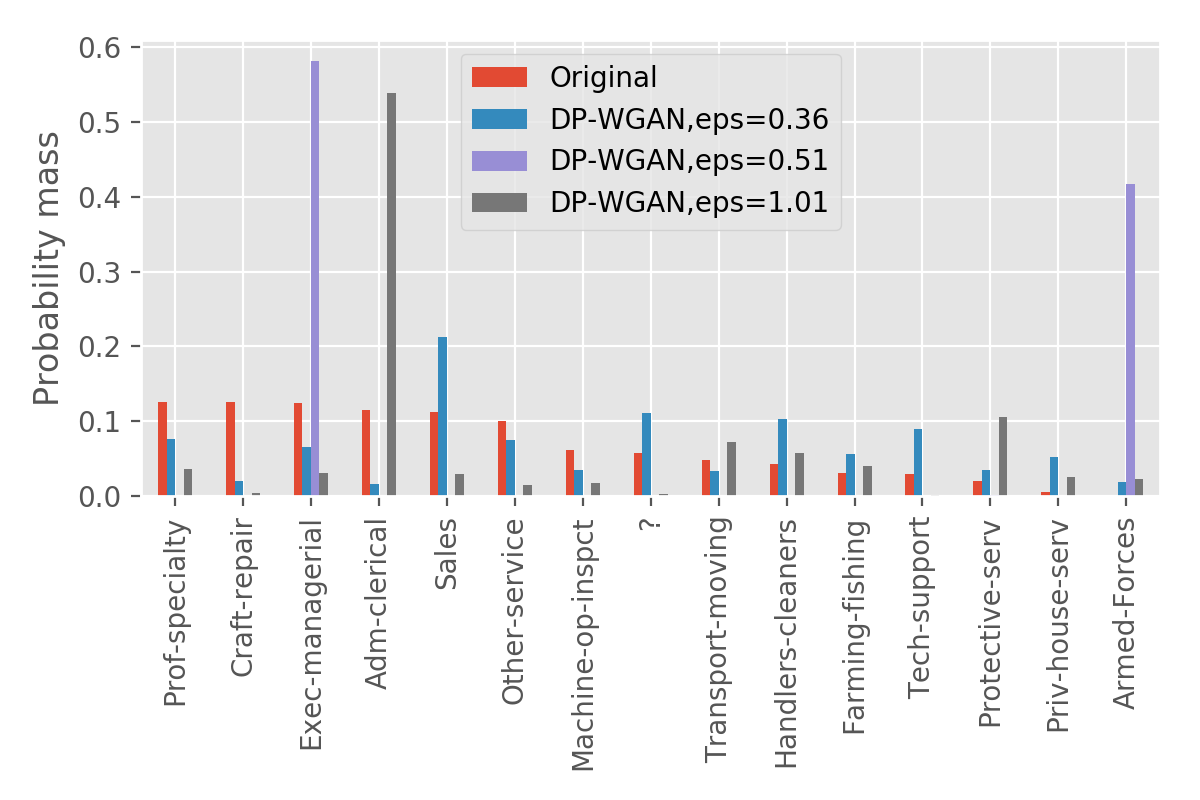 Probability mass
0.6
0.5
0.4
0.3
0.2
0.1
0.0
Original
DP-WGAN,eps=0.36
DP-WGAN,eps=0.51
DP-WGAN,eps=1.01
Prof-specialty
Craft-repair
Exec-managerial
Adm-clerical
Sales
Other-service
Machine-op-inspct
?
Transport-moving
Handlers-cleaners
Farming-fishing
Tech-support
Protective-serv
Priv-house-serv
Armed-Forces